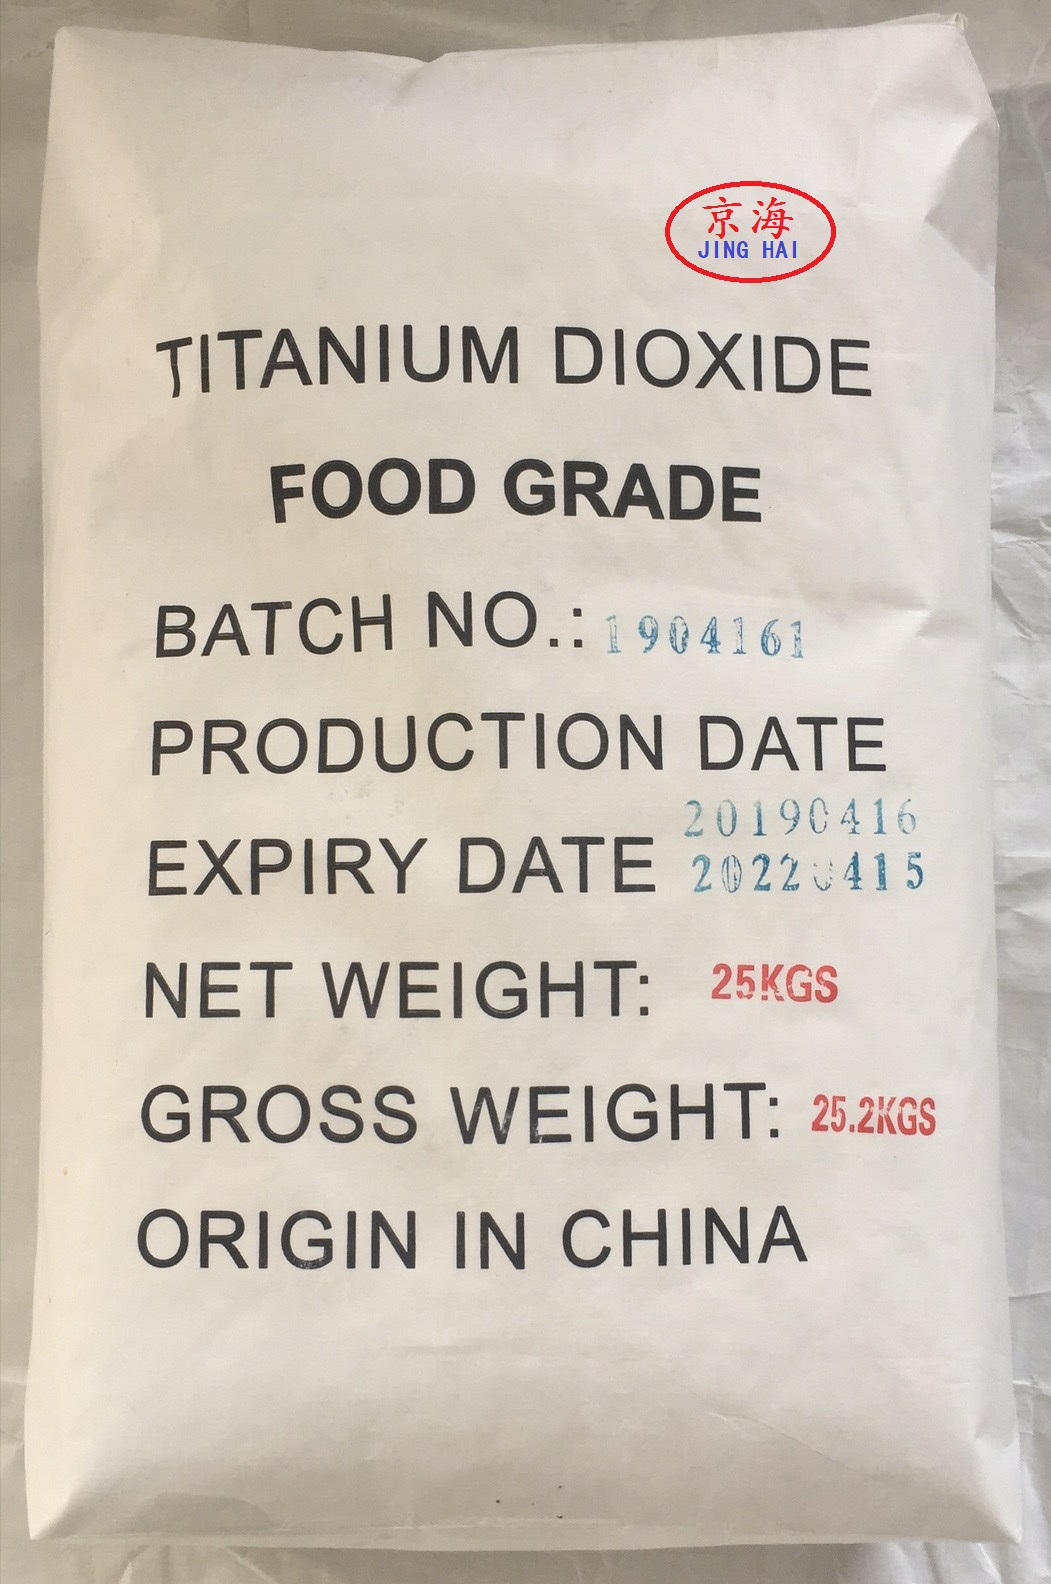 京海
JING HAI
TITANIUM DIOXIDE
FOOD GRADE
BATCH NO.: 1904161
PRODUCTION DATE
20190416
EXPIRY DATE 20220415
NET WEIGHT: 25KGS
GROSS WEIGHT: 25.2KGS
ORIGIN IN CHINA